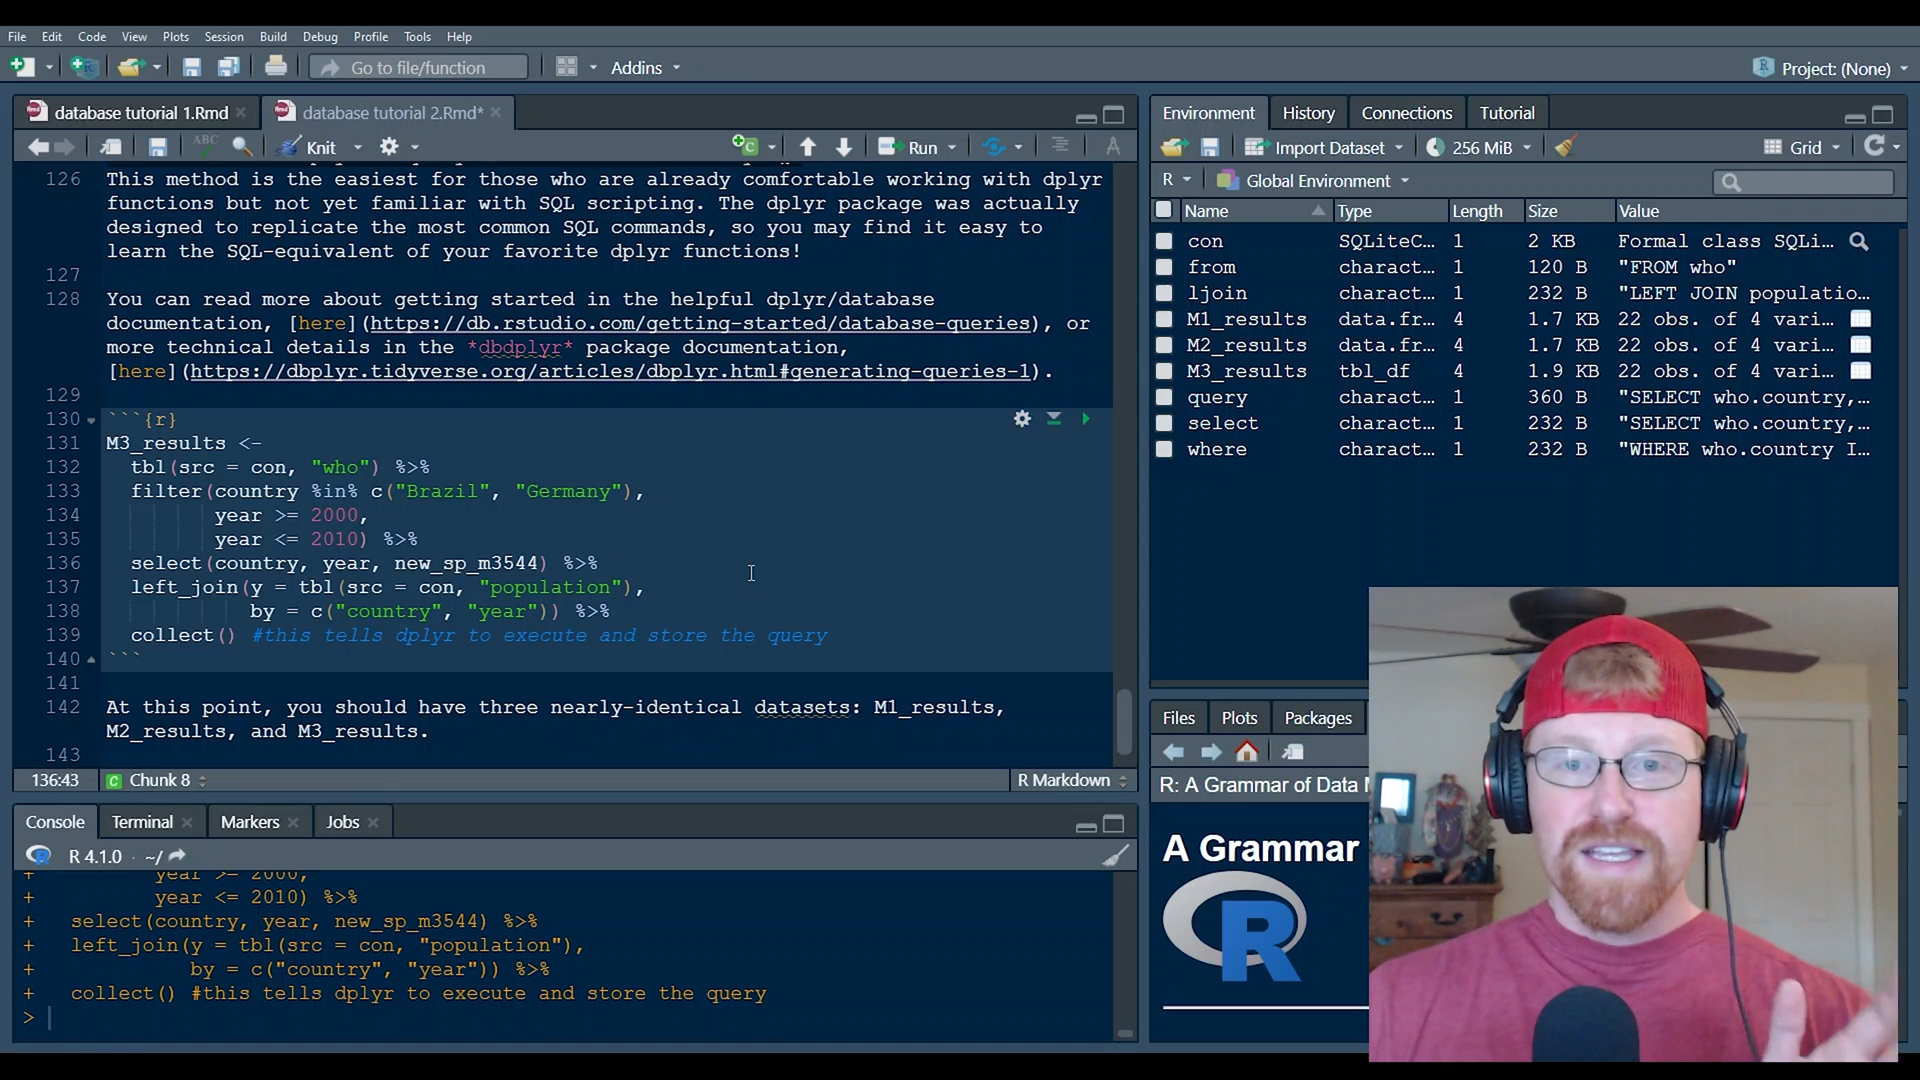 File Edit Code View Plots Session Build Debug Profile Tools Help
Go to file/function Addins Project: (None)
database tutorial 1.Rmd database tutorial 2.Rmd*
ABC Knit Run
126 This method is the easiest for those who are already comfortable working with dplyr
functions but not yet familiar with SQL scripting. The dplyr package was actually
designed to replicate the most common SQL commands, so you may find it easy to
learn the SQL-equivalent of your favorite dplyr functions!
127
128 You can read more about getting started in the helpful dplyr/database
documentation, [here](https://db.rstudio.com/getting-started/database-queries), or
more technical details in the *dbdplyr* package documentation,
[here](https://dbplyr.tidyverse.org/articles/dbplyr.html#generating-queries-1).
129
130 ```{r}
131 M3_results <-
132 tbl(src = con, "who") %>%
133 filter(country %in% c("Brazil", "Germany"),
134 year >= 2000,
135 year <= 2010) %>%
136 select(country, year, new_sp_m3544) %>%
137 left_join(y = tbl(src = con, "population"),
138 by = c("country", "year")) %>%
139 collect() #this tells dplyr to execute and store the query
140 ```
141
142 At this point, you should have three nearly-identical datasets: M1_results,
M2_results, and M3_results.
143
136:43 Chunk 8 R Markdown
Console Terminal Markers Jobs
R 4.1.0 · ~/
+ year >= 2000,
+ year <= 2010) %>%
+ select(country, year, new_sp_m3544) %>%
+ left_join(y = tbl(src = con, "population"),
+ by = c("country", "year")) %>%
+ collect() #this tells dplyr to execute and store the query
>
Environment History Connections Tutorial
Import Dataset 256 MiB Grid
R Global Environment
Name Type Length Size Value
con SQLiteC… 1 2 KB Formal class SQLi…
from charact… 1 120 B "FROM who"
ljoin charact… 1 232 B "LEFT JOIN populatio…
M1_results data.fr… 4 1.7 KB 22 obs. of 4 vari…
M2_results data.fr… 4 1.7 KB 22 obs. of 4 vari…
M3_results tbl_df 4 1.9 KB 22 obs. of 4 vari…
query charact… 1 360 B "SELECT who.country,…
select charact… 1 232 B "SELECT who.country,…
where charact… 1 232 B "WHERE who.country I…
Files Plots Packages
R: A Grammar of Data
A Grammar
R